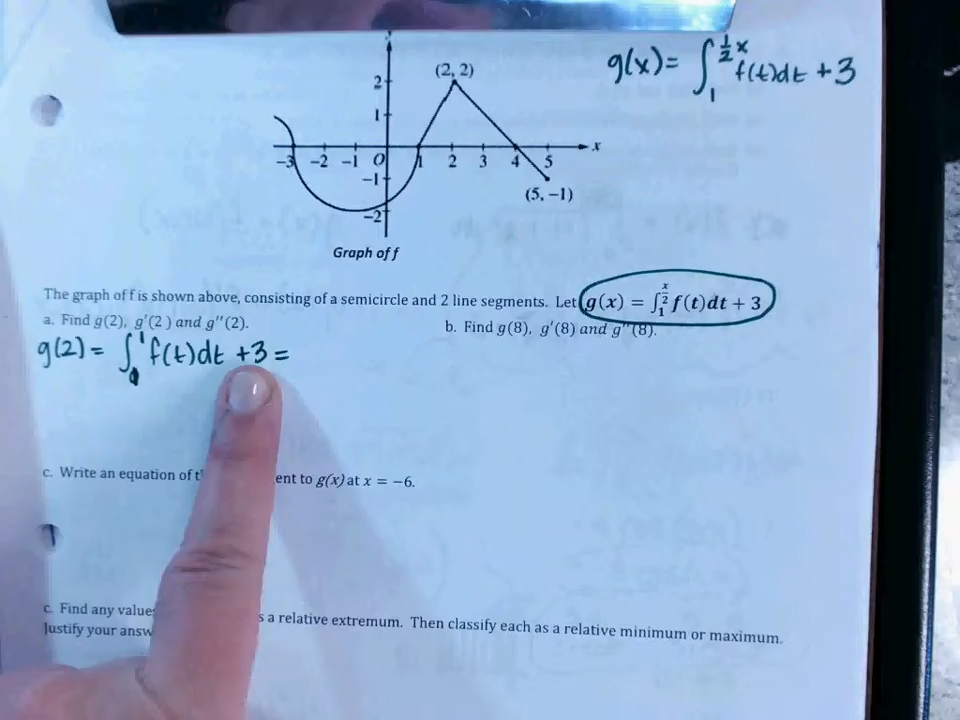 g(x) = ∫₁^{½x} f(t)dt + 3
y
2
(2, 2)
1
-3 -2 -1 O 1 2 3 4 5 x
-1
(5, -1)
-2
Graph of f
The graph of f is shown above, consisting of a semicircle and 2 line segments. Let g(x) = ∫₁^{x/2} f(t)dt + 3
a. Find g(2), g'(2) and g''(2). b. Find g(8), g'(8) and g''(8).
g(2) = ∫₁^1 f(t)dt + 3 =
c. Write an equation of ent to g(x) at x = −6.
c. Find any s a relative extremum. Then classify each as a relative minimum or maximum.
Justify your